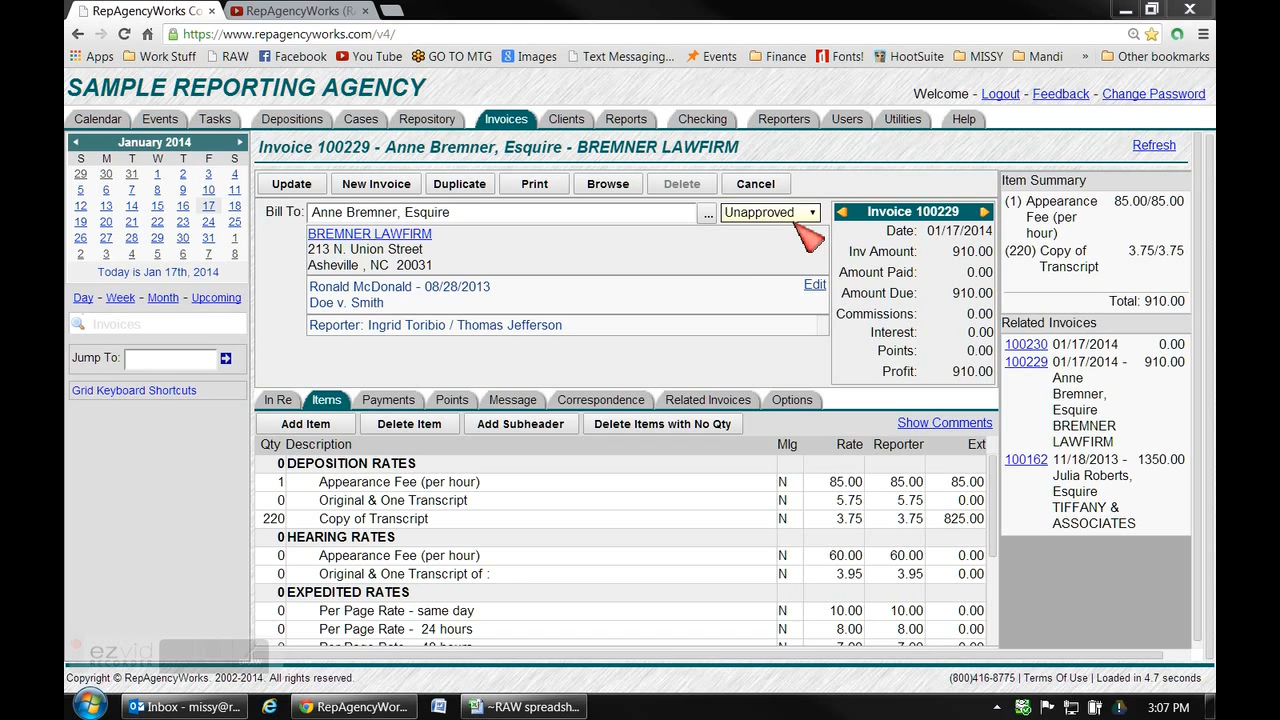 RepAgencyWorks Co × RepAgencyWorks (R ×
https://www.repagencyworks.com/v4/
Apps Work Stuff RAW Facebook You Tube GO TO MTG Images Text Messaging... Events Finance Fonts! HootSuite MISSY Mandi » Other bookmarks
SAMPLE REPORTING AGENCY
Welcome - Logout - Feedback - Change Password
Calendar Events Tasks Depositions Cases Repository Invoices Clients Reports Checking Reporters Users Utilities Help
January 2014
S M T W T F S
29 30 31 1 2 3 4
5 6 7 8 9 10 11
12 13 14 15 16 17 18
19 20 21 22 23 24 25
26 27 28 29 30 31 1
2 3 4 5 6 7 8
Today is Jan 17th, 2014
Day - Week - Month - Upcoming
Invoices
Jump To:
Grid Keyboard Shortcuts
Invoice 100229 - Anne Bremner, Esquire - BREMNER LAWFIRM
Refresh
Update New Invoice Duplicate Print Browse Delete Cancel
Bill To: Anne Bremner, Esquire ... Unapproved
BREMNER LAWFIRM
213 N. Union Street
Asheville , NC 20031
Ronald McDonald - 08/28/2013 Edit
Doe v. Smith
Reporter: Ingrid Toribio / Thomas Jefferson
Invoice 100229
Date: 01/17/2014
Inv Amount: 910.00
Amount Paid: 0.00
Amount Due: 910.00
Commissions: 0.00
Interest: 0.00
Points: 0.00
Profit: 910.00
In Re Items Payments Points Message Correspondence Related Invoices Options
Add Item Delete Item Add Subheader Delete Items with No Qty Show Comments
Qty Description Mlg Rate Reporter Ext
0 DEPOSITION RATES
1 Appearance Fee (per hour) N 85.00 85.00 85.00
0 Original & One Transcript N 5.75 5.75 0.00
220 Copy of Transcript N 3.75 3.75 825.00
0 HEARING RATES
0 Appearance Fee (per hour) N 60.00 60.00 0.00
0 Original & One Transcript of : N 3.95 3.95 0.00
0 EXPEDITED RATES
0 Per Page Rate - same day N 10.00 10.00 0.00
0 Per Page Rate - 24 hours N 8.00 8.00 0.00
Item Summary
(1) Appearance 85.00/85.00
Fee (per
hour)
(220) Copy of 3.75/3.75
Transcript
Total: 910.00
Related Invoices
100230 01/17/2014 0.00
100229 01/17/2014 - 910.00
Anne
Bremner,
Esquire
BREMNER
LAWFIRM
100162 11/18/2013 - 1350.00
Julia Roberts,
Esquire
TIFFANY &
ASSOCIATES
ezvid
RECORDER
Copyright © RepAgencyWorks. 2002-2014. All rights reserved.
(800)416-8775 | Terms Of Use | Loaded in 4.7 seconds
Inbox - missy@r... RepAgencyWor... ~RAW spreadsh... 3:07 PM